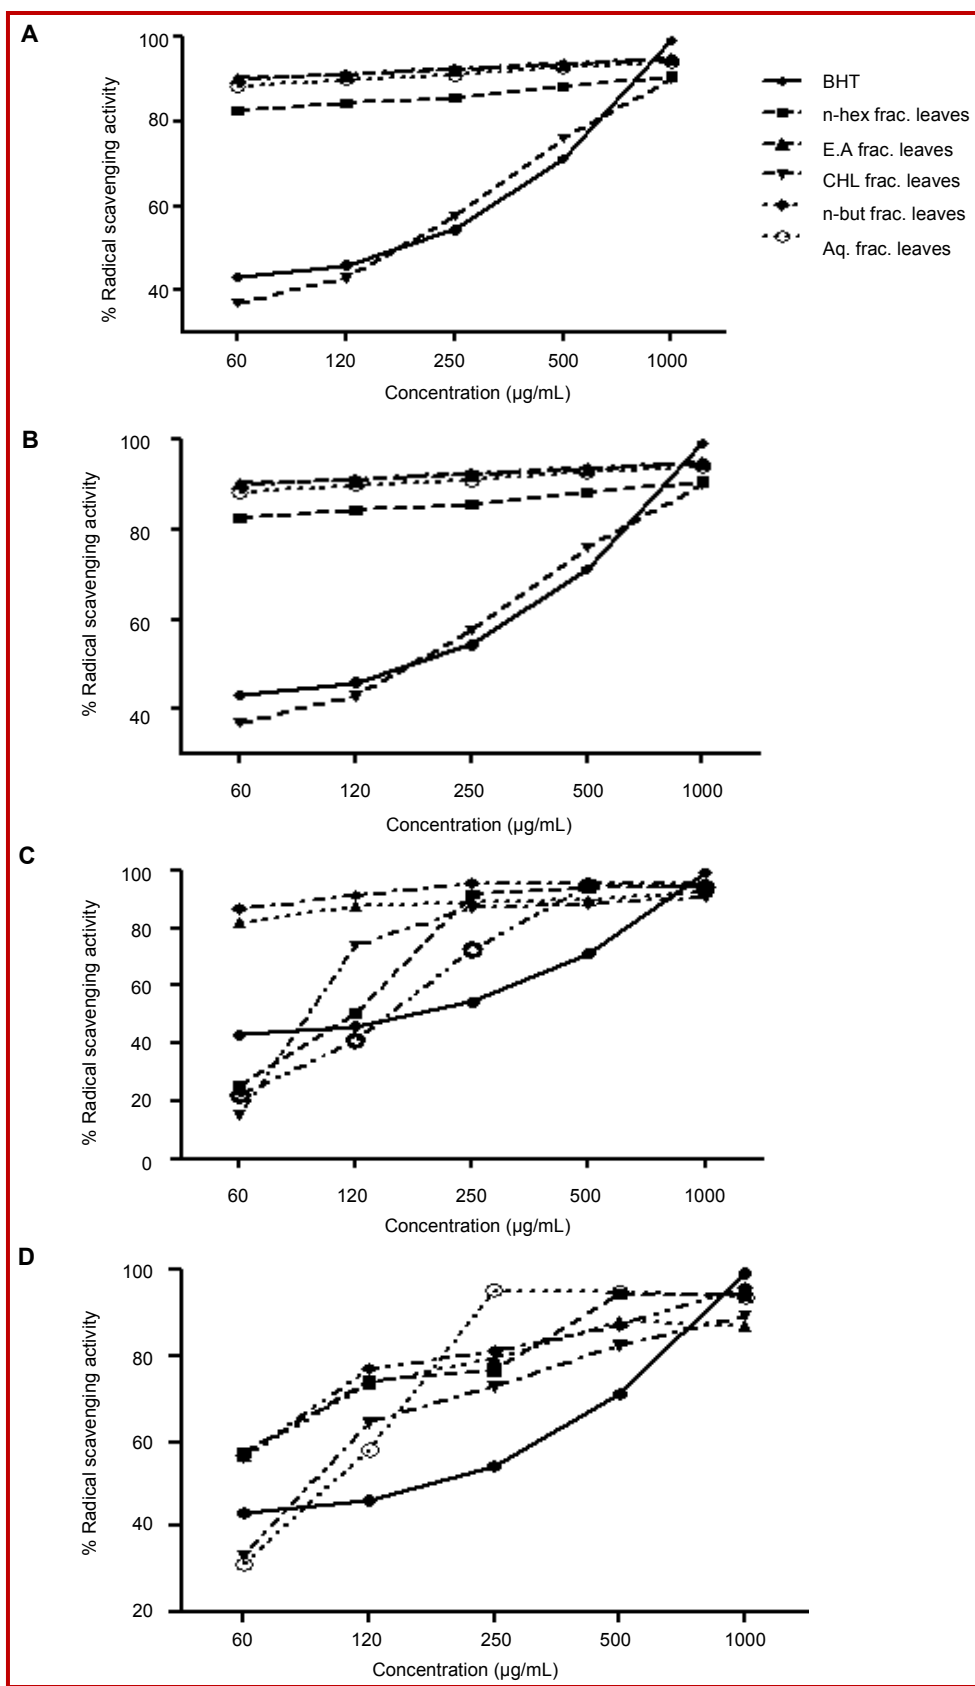 A
% Radical scavenging activity
100
80
60
40
60 120 250 500 1000
Concentration (µg/mL)
BHT
n-hex frac. leaves
E.A frac. leaves
CHL frac. leaves
n-but frac. leaves
Aq. frac. leaves
B
% Radical scavenging activity
100
80
60
40
60 120 250 500 1000
Concentration (µg/mL)
C
% Radical scavenging activity
100
80
60
40
20
0
60 120 250 500 1000
Concentration (µg/mL)
D
% Radical scavenging activity
100
80
60
40
20
60 120 250 500 1000
Concentration (µg/mL)